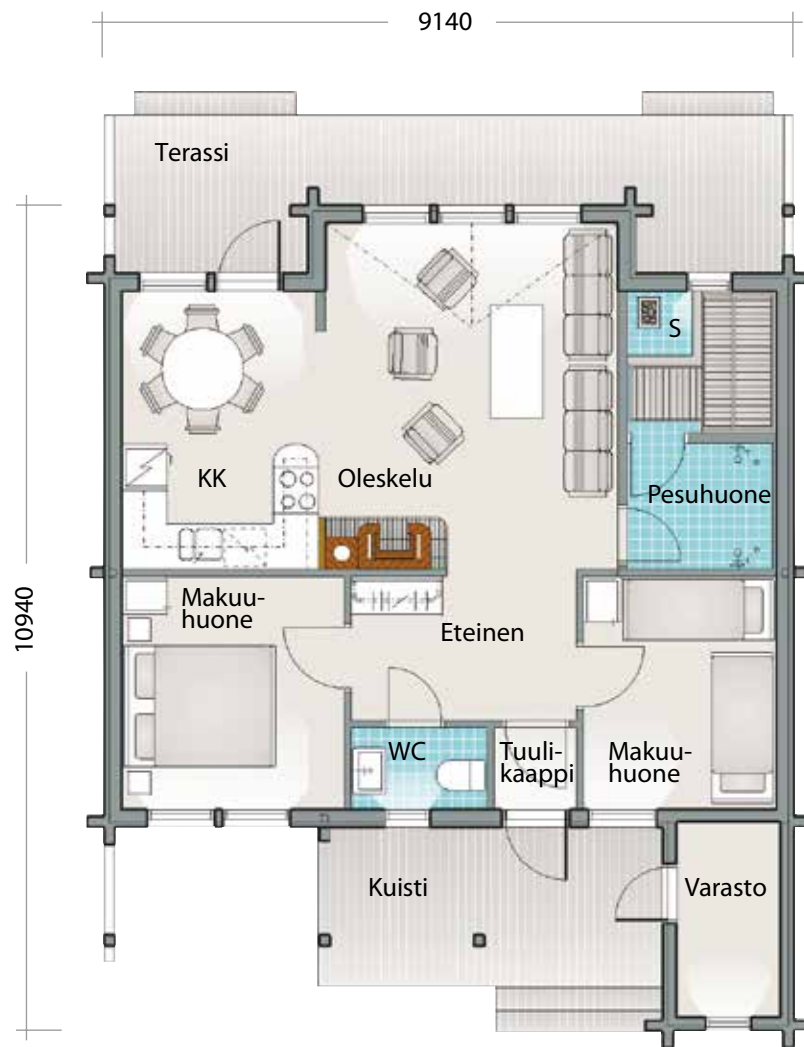 9140
Terassi
S
KK
Oleskelu
Pesuhuone
10940
Makuu-
huone
Eteinen
WC
Tuuli-
kaappi
Makuu-
huone
Kuisti
Varasto